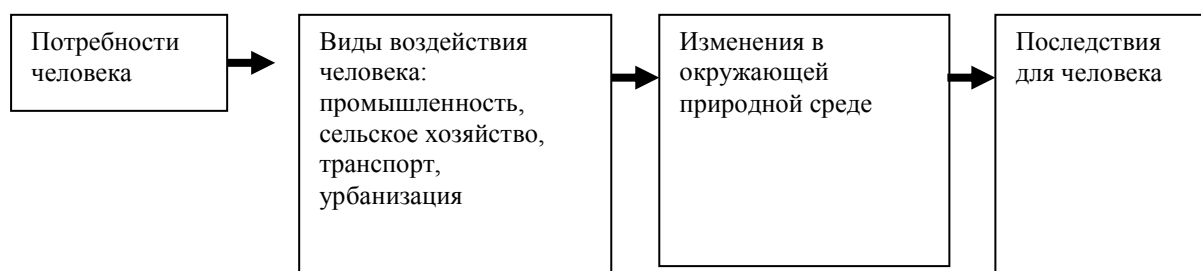 Потребности
человека
Виды воздействия
человека:
промышленность,
сельское хозяйство,
транспорт,
урбанизация
Изменения в
окружающей
природной среде
Последствия
для человека